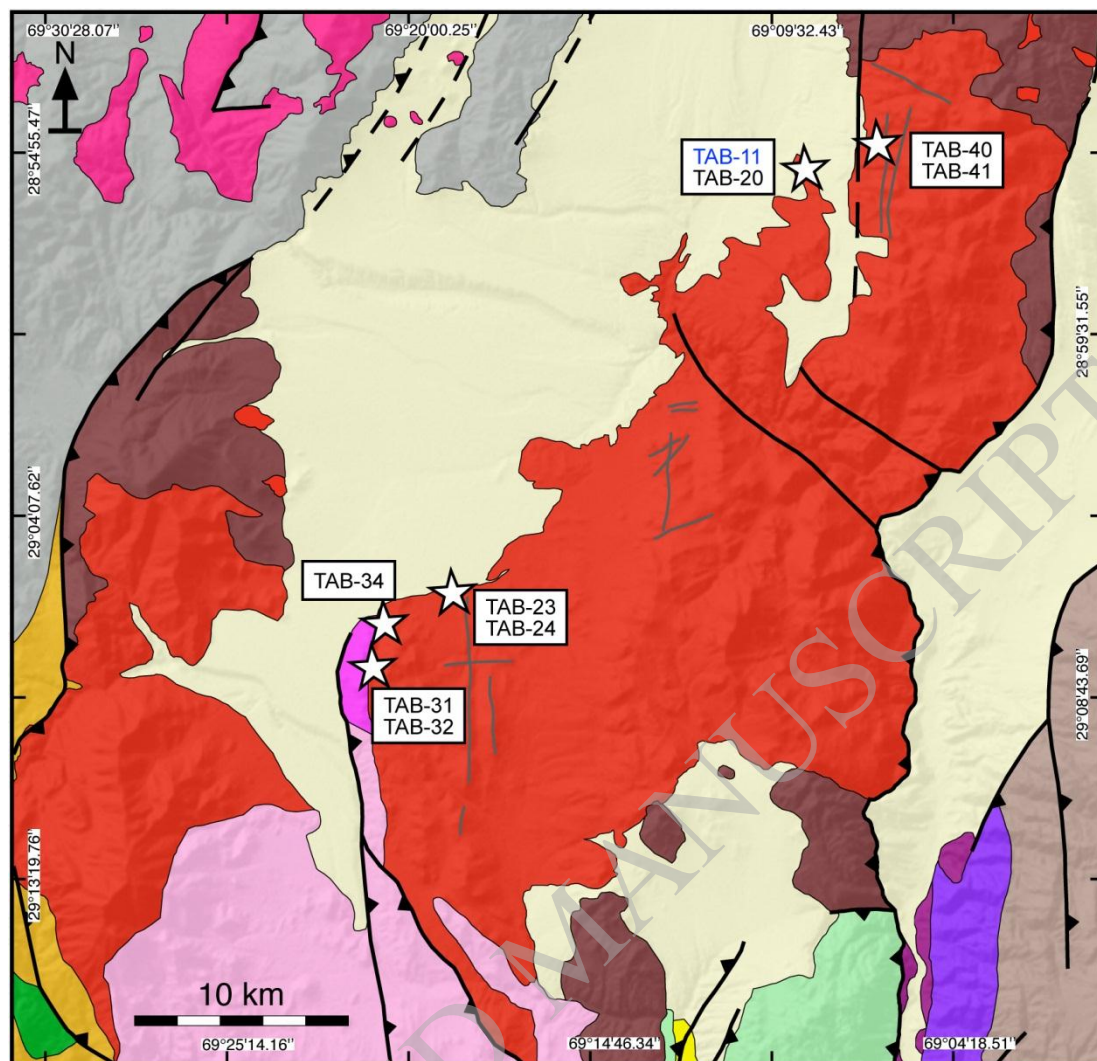 69°30'28.07"
69°20'00.25"
69°09'32.43"
N
28°54'55.47"
TAB-11
TAB-20
TAB-40
TAB-41
28°59'31.55"
29°04'07.62"
TAB-34
TAB-23
TAB-24
TAB-31
TAB-32
29°08'43.69"
29°13'19.76"
10 km
69°25'14.16"
69°14'46.34"
69°04'18.51"
D MANUSCRIPT